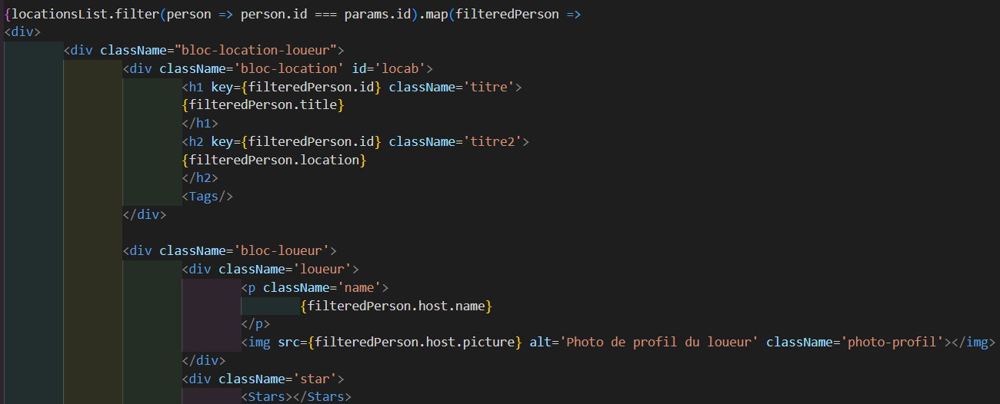 {locationsList.filter(person => person.id === params.id).map(filteredPerson =>
<div>
<div className="bloc-location-loueur">
<div className='bloc-location' id='locab'>
<h1 key={filteredPerson.id} className='titre'>
{filteredPerson.title}
</h1>
<h2 key={filteredPerson.id} className='titre2'>
{filteredPerson.location}
</h2>
<Tags/>
</div>
<div className='bloc-loueur'>
<div className='loueur'>
<p className='name'>
{filteredPerson.host.name}
</p>
<img src={filteredPerson.host.picture} alt='Photo de profil du loueur' className='photo-profil'></img>
</div>
<div className='star'>
<Stars></Stars>